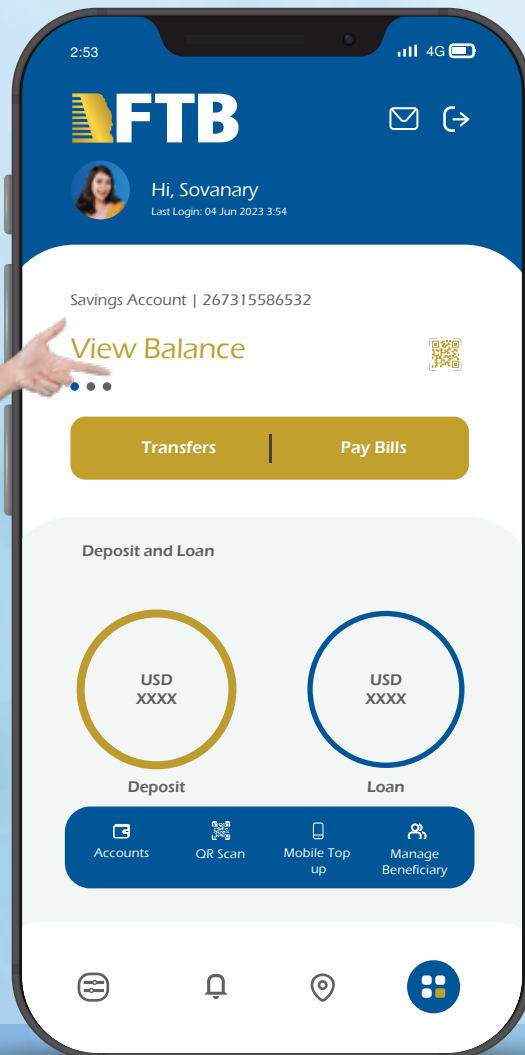 2:53 4G
FTB
Hi, Sovanary
Last Login: 04 Jun 2023 3:54
Savings Account | 267315586532
View Balance
Transfers | Pay Bills
Deposit and Loan
USD
XXXX
USD
XXXX
Deposit Loan
Accounts
QR Scan
Mobile Top
up
Manage
Beneficiary